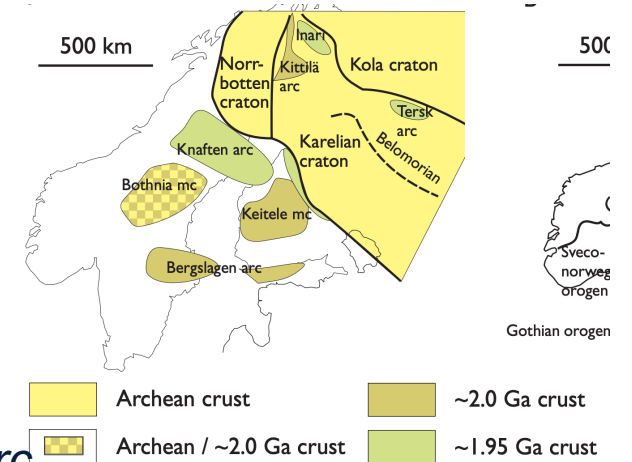 500 km
500
Inari
Norr-
botten
craton
Kittilä
arc
Kola craton
Tersk
arc
Knaften arc
Karelian
craton
Belomorian
Bothnia mc
Keitele mc
Bergslagen arc
Sveco-
norweg
orogen
Gothian orogen
Archean crust
~2.0 Ga crust
Archean / ~2.0 Ga crust
~1.95 Ga crust
rc